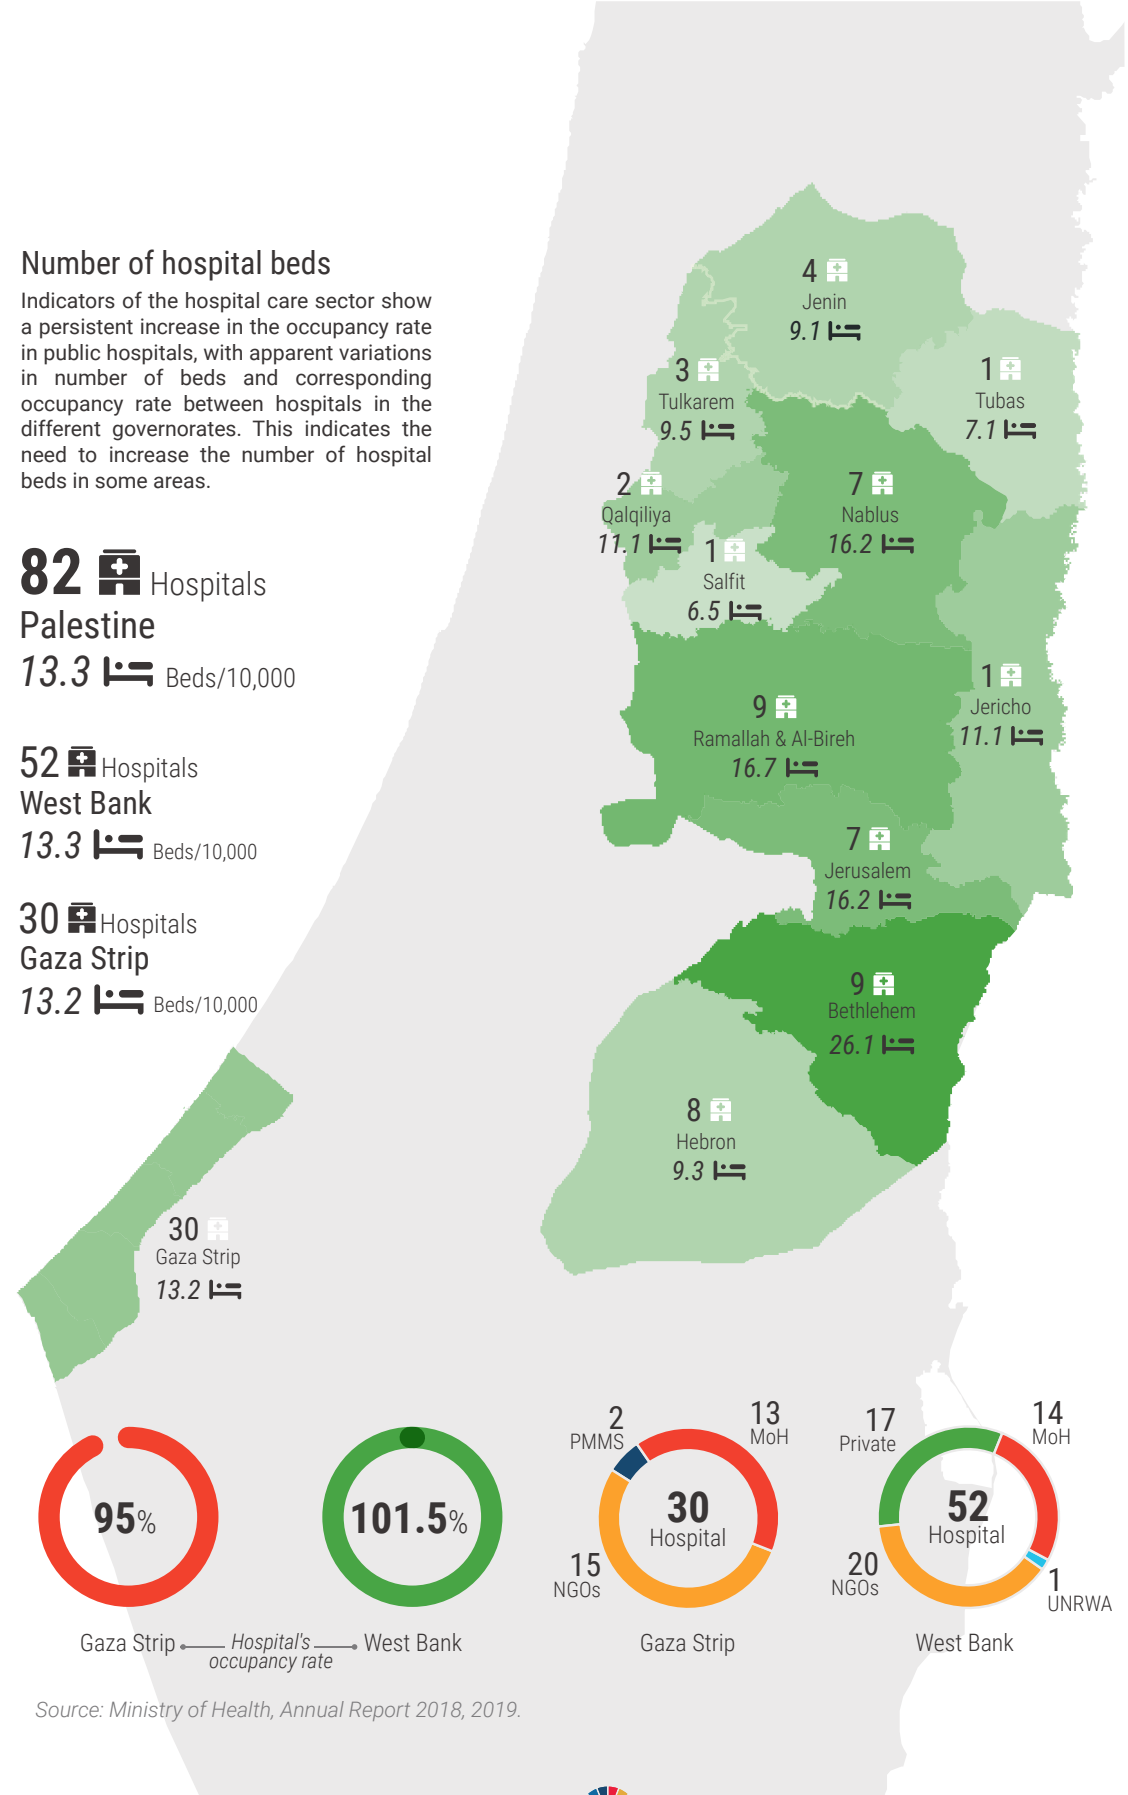 Number of hospital beds
Indicators of the hospital care sector show
a persistent increase in the occupancy rate
in public hospitals, with apparent variations
in number of beds and corresponding
occupancy rate between hospitals in the
different governorates. This indicates the
need to increase the number of hospital
beds in some areas.
82 Hospitals
Palestine
13.3 Beds/10,000
52 Hospitals
West Bank
13.3 Beds/10,000
30 Hospitals
Gaza Strip
13.2 Beds/10,000
4
Jenin
9.1
3
Tulkarem
9.5
1
Tubas
7.1
2
Qalqiliya
11.1
7
Nablus
16.2
1
Salfit
6.5
9
Ramallah & Al-Bireh
16.7
1
Jericho
11.1
7
Jerusalem
16.2
9
Bethlehem
26.1
8
Hebron
9.3
30
Gaza Strip
13.2
95%
Gaza Strip
Hospital's
occupancy rate
101.5%
West Bank
2
PMMS
13
MoH
15
NGOs
30
Hospital
Gaza Strip
17
Private
14
MoH
20
NGOs
1
UNRWA
52
Hospital
West Bank
Source: Ministry of Health, Annual Report 2018, 2019.